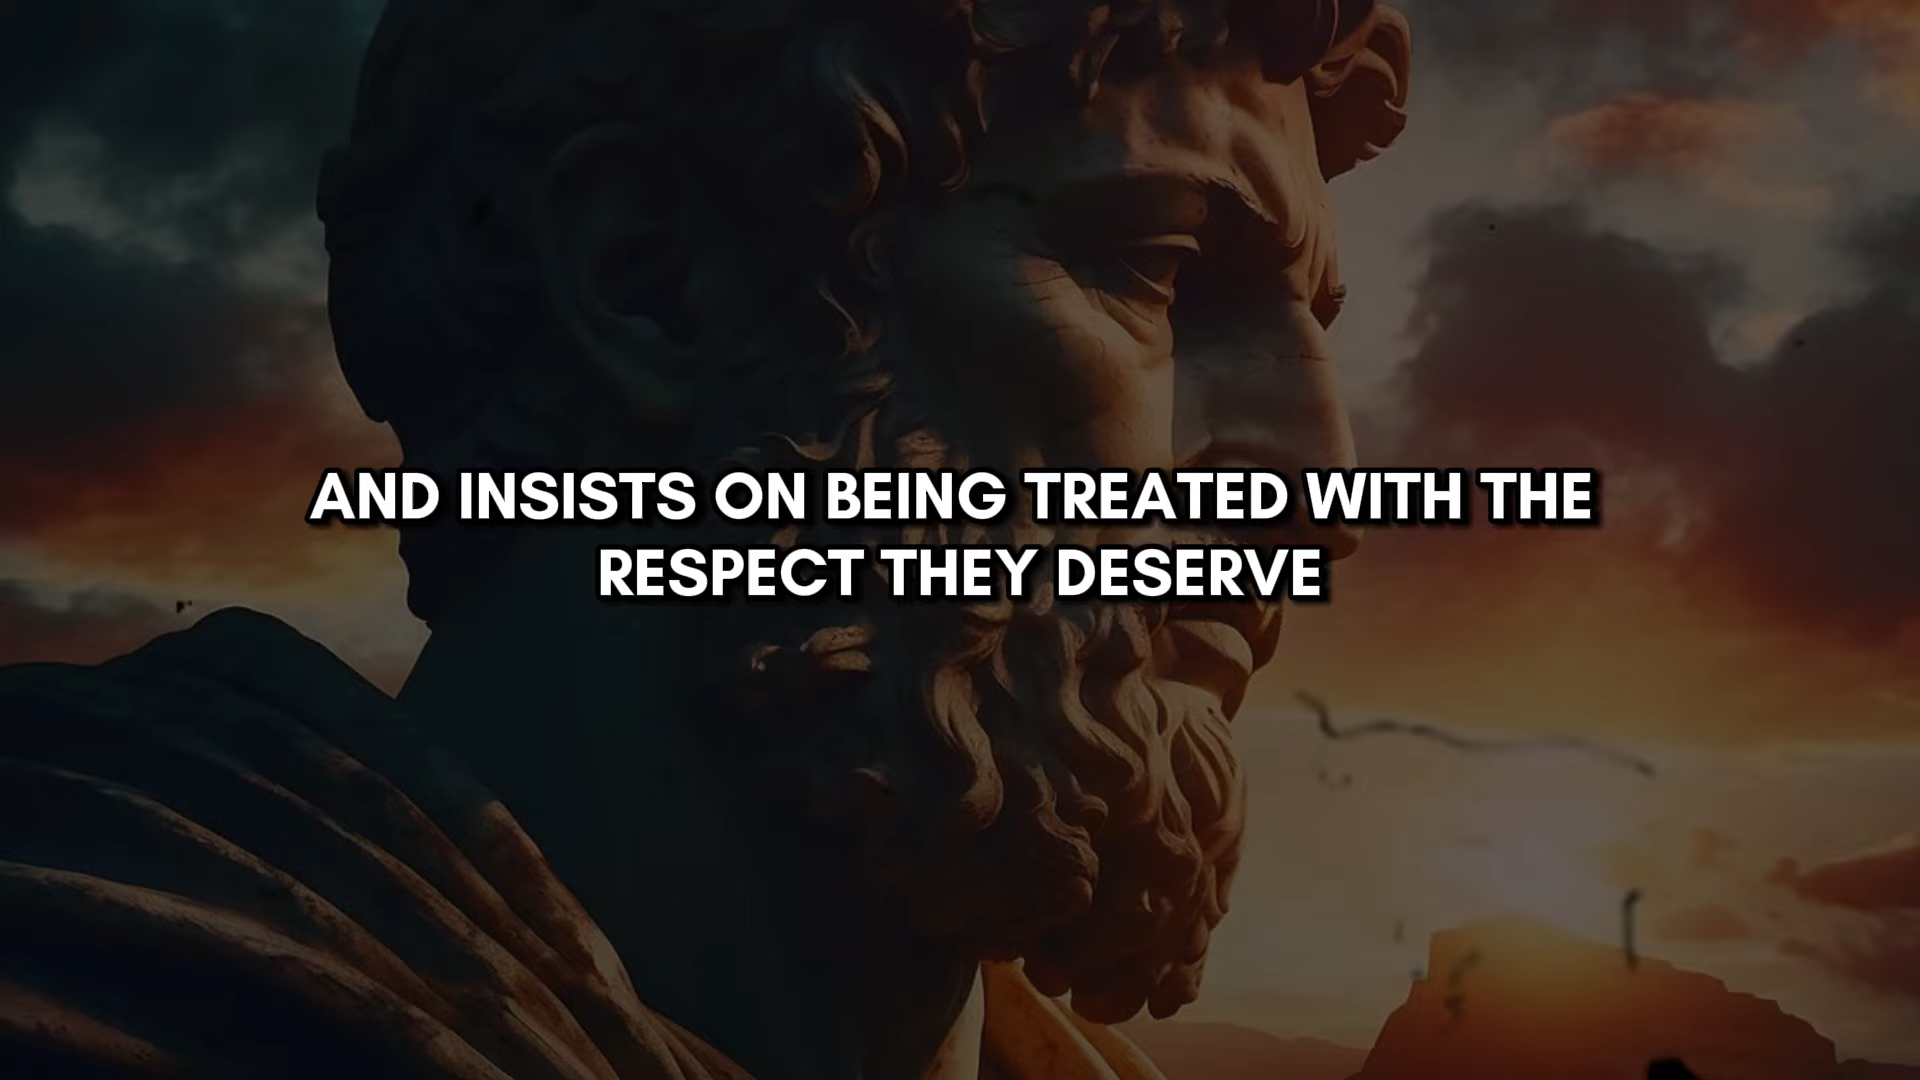 AND INSISTS ON BEING TREATED WITH THE
RESPECT THEY DESERVE